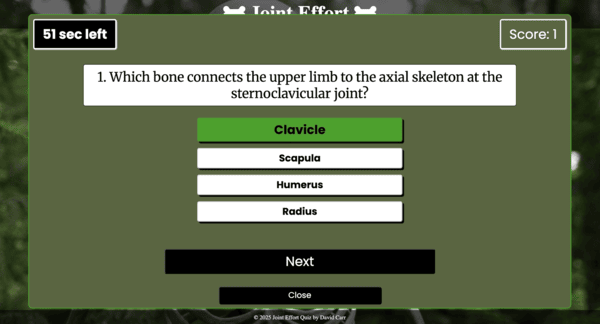 Joint Effort
51 sec left
Score: 1
1. Which bone connects the upper limb to the axial skeleton at the
sternoclavicular joint?
Clavicle
Scapula
Humerus
Radius
Next
Close
© 2025 Joint Effort Quiz by David Carr